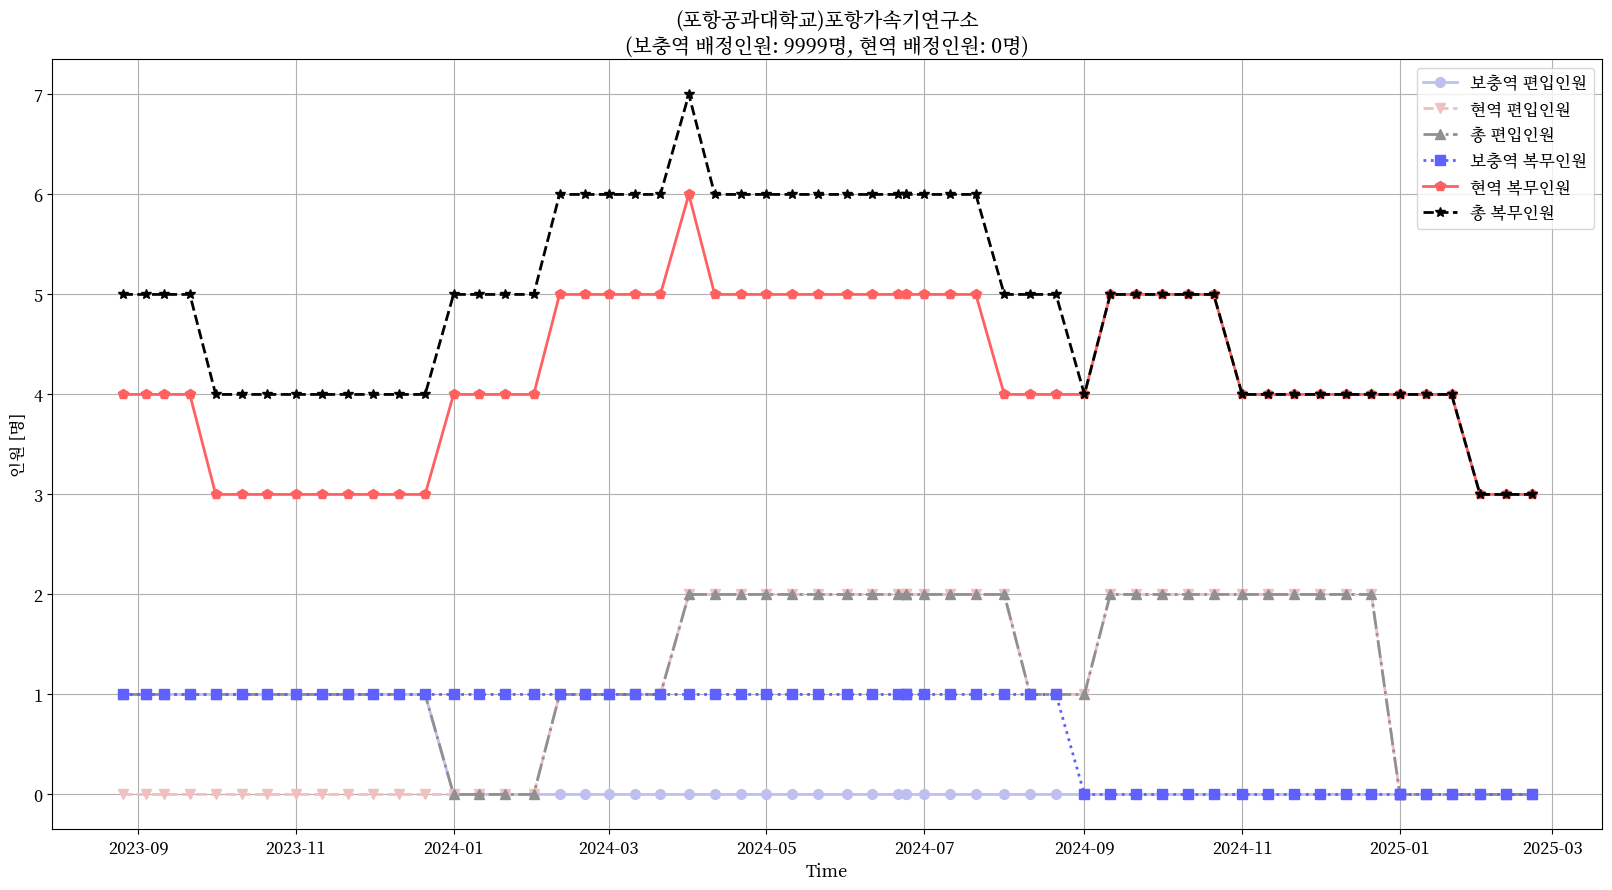 (포항공과대학교)포항가속기연구소
(보충역 배정인원: 9999명, 현역 배정인원: 0명)
보충역 편입인원
현역 편입인원
총 편입인원
보충역 복무인원
현역 복무인원
총 복무인원
7
6
5
4
3
2
1
0
인원 [명]
2023-09 2023-11 2024-01 2024-03 2024-05 2024-07 2024-09 2024-11 2025-01 2025-03
Time